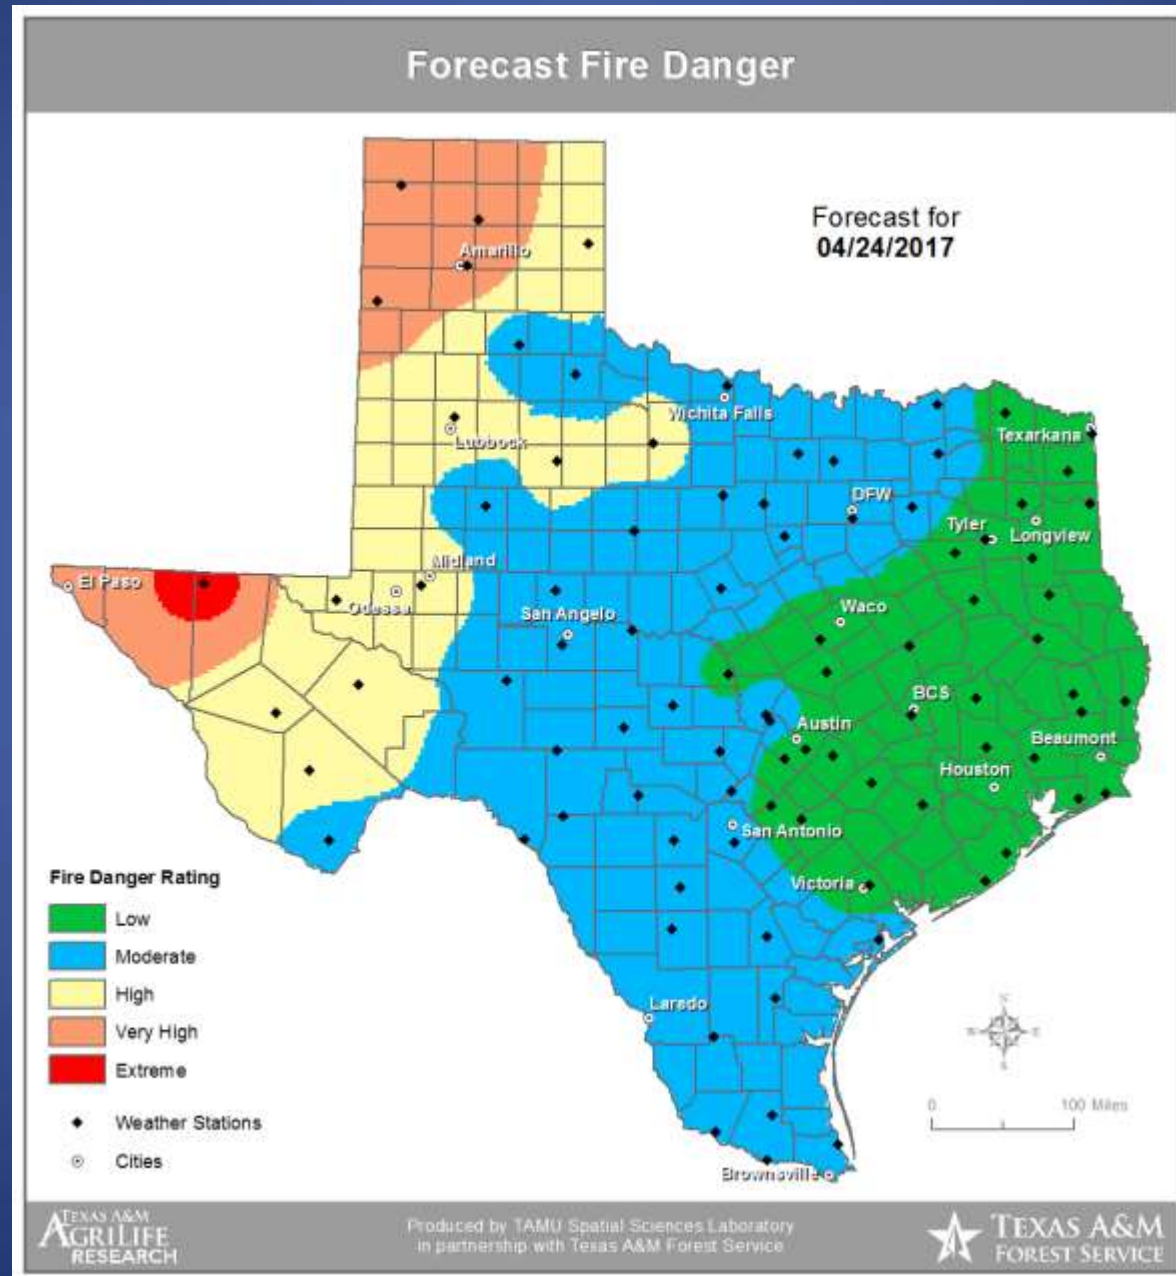 Forecast Fire Danger
Forecast for
04/24/2017
Amarillo
Wichita Falls
Lubbock
Texarkana
DFW
Tyler
Longview
Midland
El Paso
Odessa
San Angelo
Waco
BCS
Austin
Beaumont
Houston
San Antonio
Victoria
Laredo
Brownsville
Fire Danger Rating
Low
Moderate
High
Very High
Extreme
Weather Stations
Cities
N
W
E
S
0
100 Miles
TEXAS A&M
AGRILIFE
RESEARCH
Produced by TAMU Spatial Sciences Laboratory
in partnership with Texas A&M Forest Service
TEXAS A&M
FOREST SERVICE